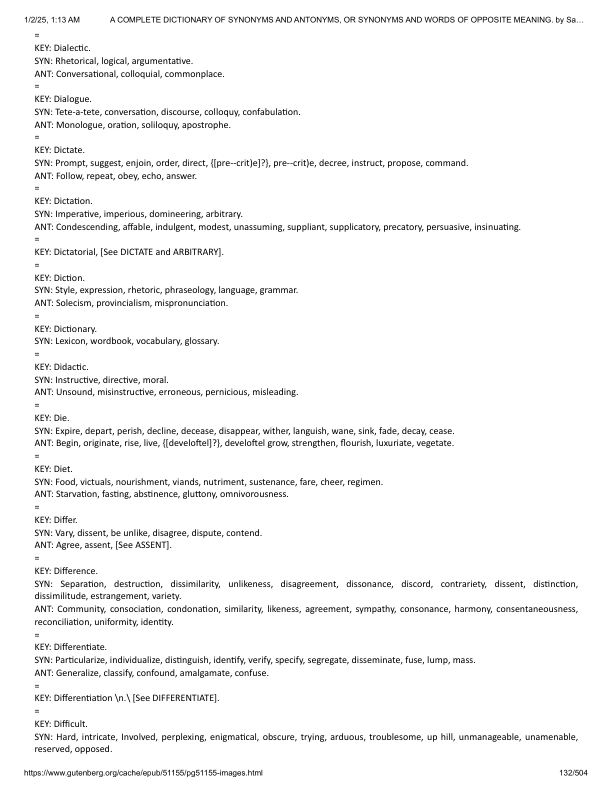 1/2/25, 1:13 AM A COMPLETE DICTIONARY OF SYNONYMS AND ANTONYMS, OR SYNONYMS AND WORDS OF OPPOSITE MEANING. by Sa…
=
KEY: Dialectic.
SYN: Rhetorical, logical, argumentative.
ANT: Conversational, colloquial, commonplace.
=
KEY: Dialogue.
SYN: Tete-a-tete, conversation, discourse, colloquy, confabulation.
ANT: Monologue, oration, soliloquy, apostrophe.
=
KEY: Dictate.
SYN: Prompt, suggest, enjoin, order, direct, {[pre--crit)e]?}, pre--crit)e, decree, instruct, propose, command.
ANT: Follow, repeat, obey, echo, answer.
=
KEY: Dictation.
SYN: Imperative, imperious, domineering, arbitrary.
ANT: Condescending, affable, indulgent, modest, unassuming, suppliant, supplicatory, precatory, persuasive, insinuating.
=
KEY: Dictatorial, [See DICTATE and ARBITRARY].
=
KEY: Diction.
SYN: Style, expression, rhetoric, phraseology, language, grammar.
ANT: Solecism, provincialism, mispronunciation.
=
KEY: Dictionary.
SYN: Lexicon, wordbook, vocabulary, glossary.
=
KEY: Didactic.
SYN: Instructive, directive, moral.
ANT: Unsound, misinstructive, erroneous, pernicious, misleading.
=
KEY: Die.
SYN: Expire, depart, perish, decline, decease, disappear, wither, languish, wane, sink, fade, decay, cease.
ANT: Begin, originate, rise, live, {[develoftel]?}, develoftel grow, strengthen, flourish, luxuriate, vegetate.
=
KEY: Diet.
SYN: Food, victuals, nourishment, viands, nutriment, sustenance, fare, cheer, regimen.
ANT: Starvation, fasting, abstinence, gluttony, omnivorousness.
=
KEY: Differ.
SYN: Vary, dissent, be unlike, disagree, dispute, contend.
ANT: Agree, assent, [See ASSENT].
=
KEY: Difference.
SYN: Separation, destruction, dissimilarity, unlikeness, disagreement, dissonance, discord, contrariety, dissent, distinction,
dissimilitude, estrangement, variety.
ANT: Community, consociation, condonation, similarity, likeness, agreement, sympathy, consonance, harmony, consentaneousness,
reconciliation, uniformity, identity.
=
KEY: Differentiate.
SYN: Particularize, individualize, distinguish, identify, verify, specify, segregate, disseminate, fuse, lump, mass.
ANT: Generalize, classify, confound, amalgamate, confuse.
=
KEY: Differentiation \n.\ [See DIFFERENTIATE].
=
KEY: Difficult.
SYN: Hard, intricate, Involved, perplexing, enigmatical, obscure, trying, arduous, troublesome, up hill, unmanageable, unamenable,
reserved, opposed.
https://www.gutenberg.org/cache/epub/51155/pg51155-images.html 132/504